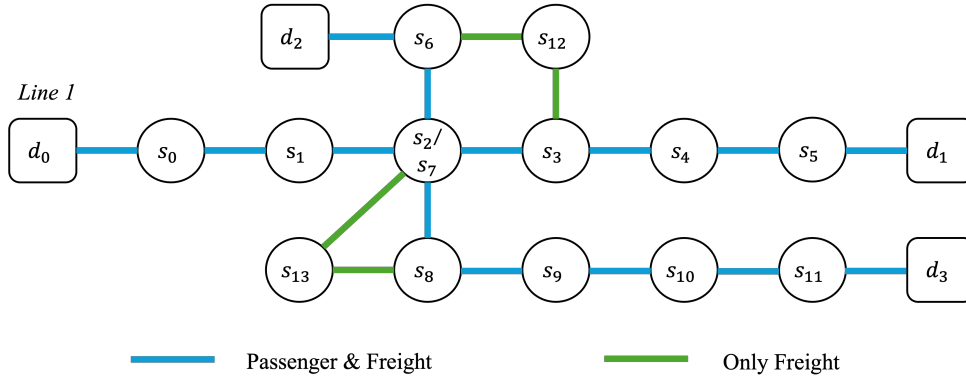 d₂
s₆
s₁₂
Line 1
d₀
s₀
s₁
s₂/
s₇
s₃
s₄
s₅
d₁
s₁₃
s₈
s₉
s₁₀
s₁₁
d₃
Passenger & Freight
Only Freight